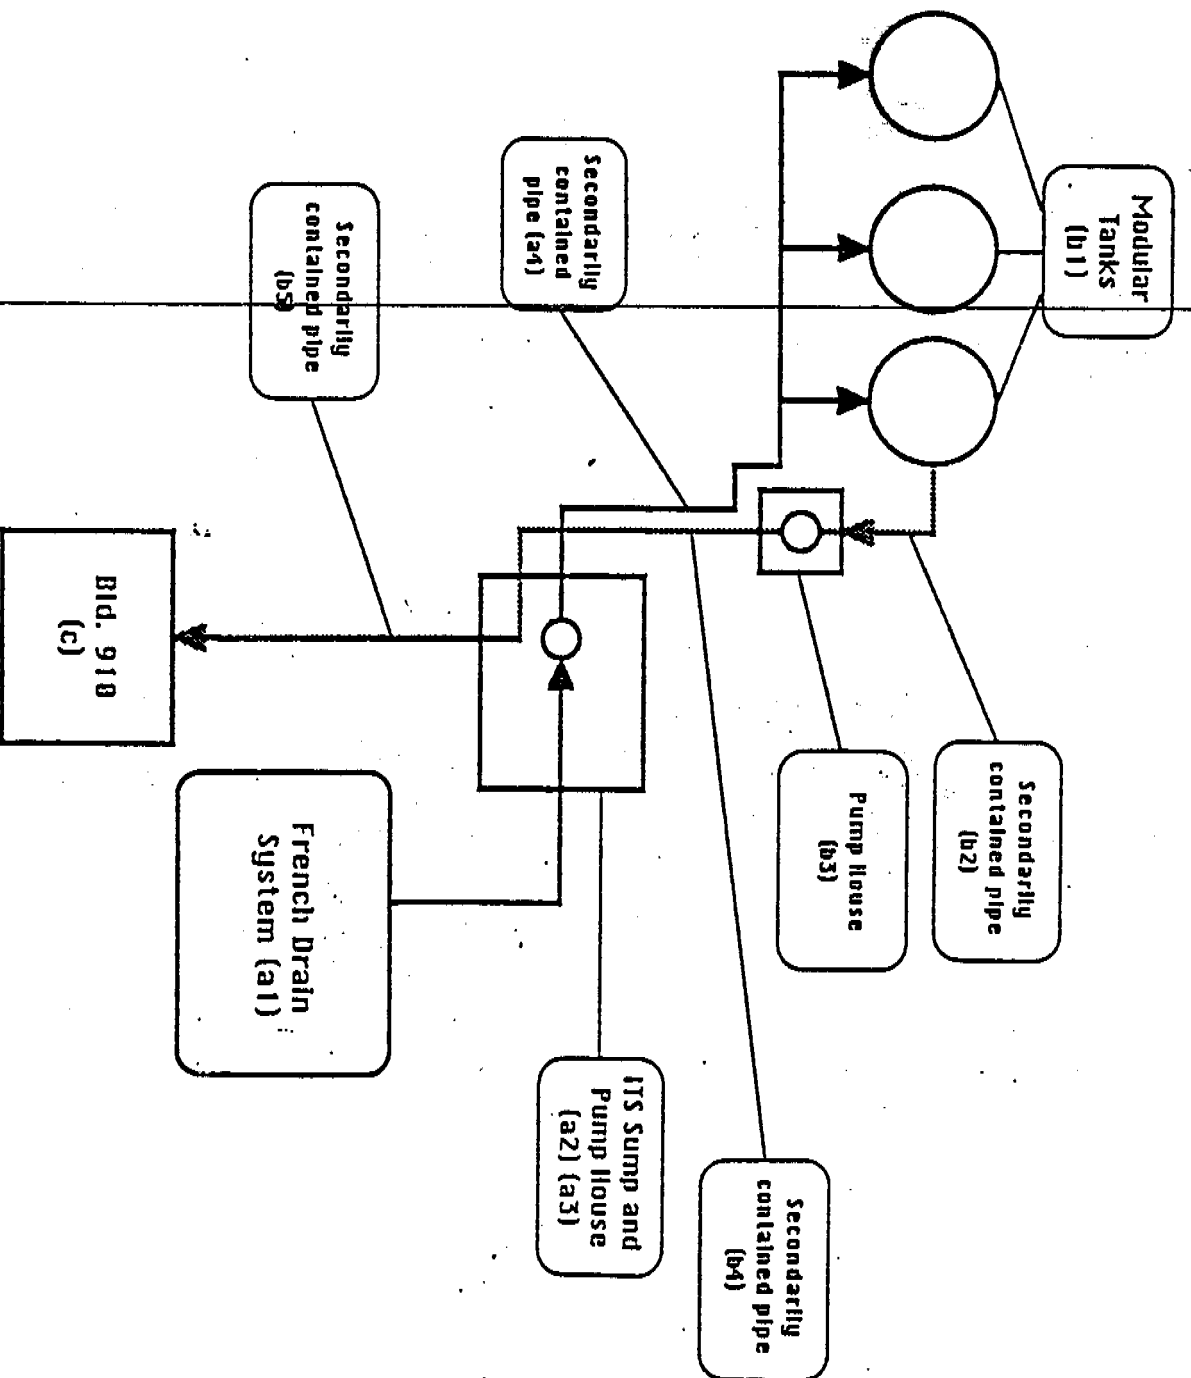 Modular
Tanks
(b1)
Secondarily
contained
pipe (a4)
Secondarily
contained pipe
(b5)
Secondarily
contained pipe
(b2)
Pump House
(b3)
Secondarily
contained pipe
(b4)
ITS Sump and
Pump House
(a2) (a3)
French Drain
System (a1)
Bld. 910
(c)